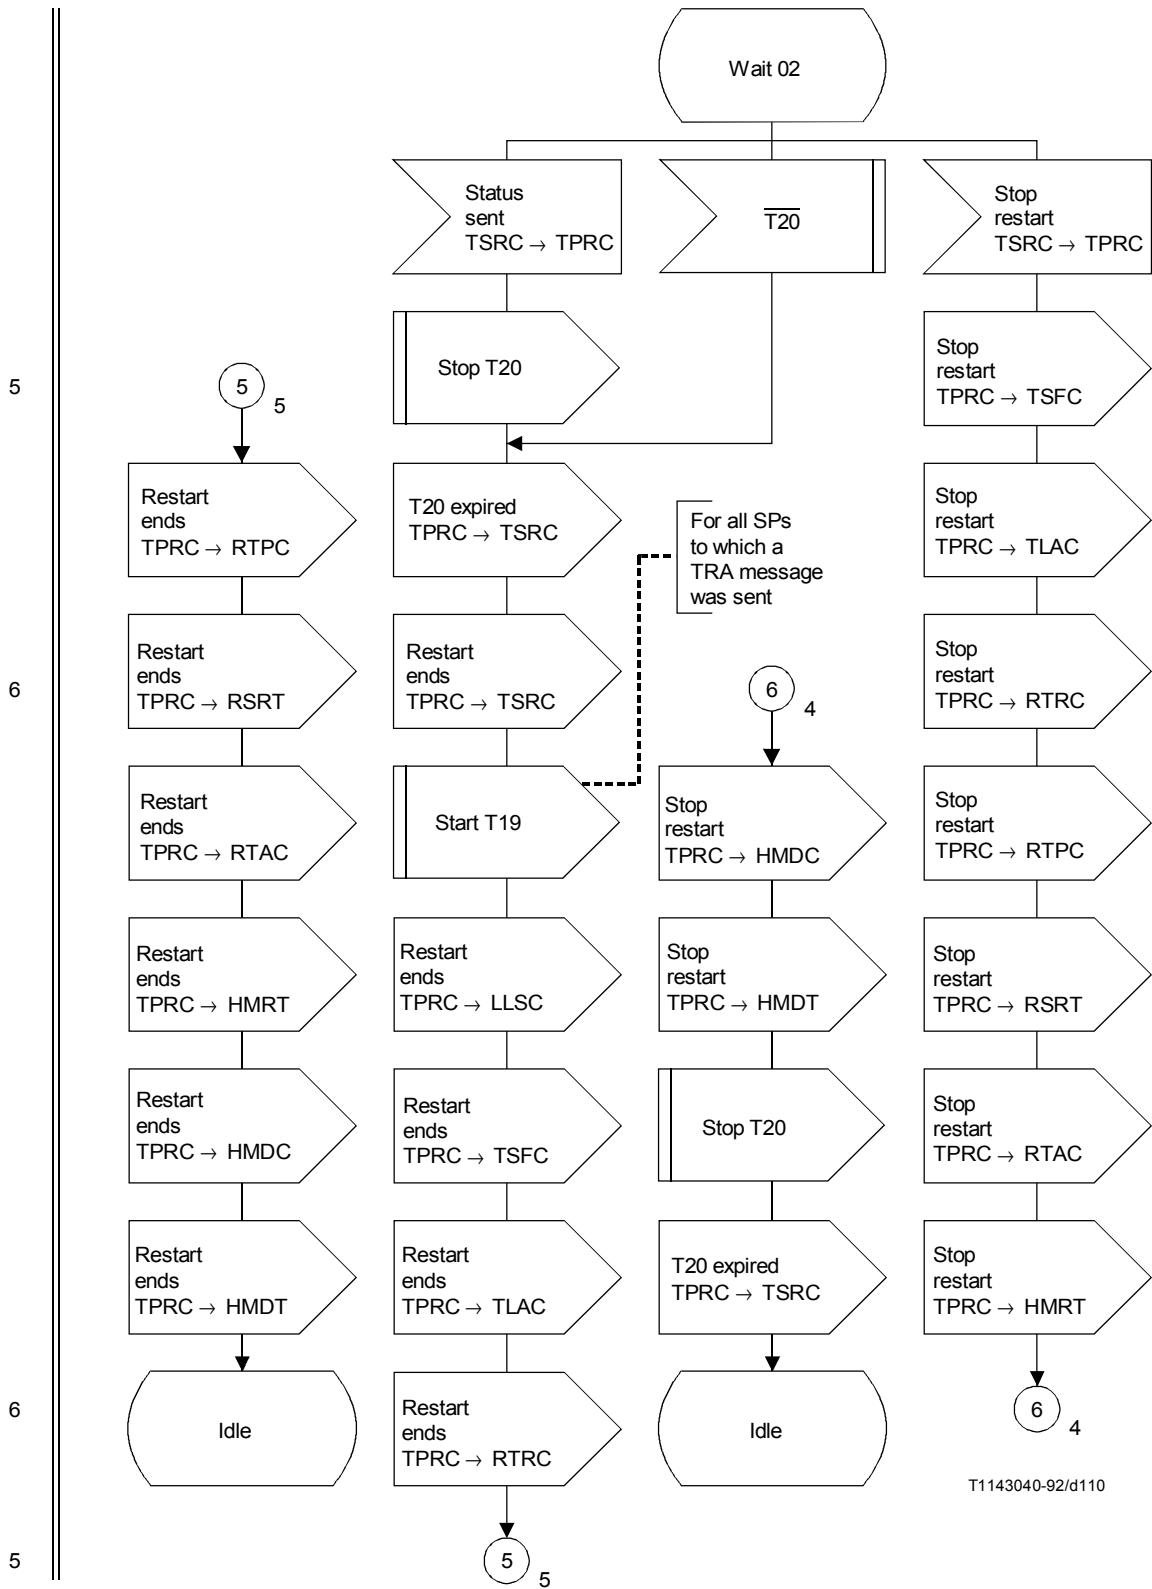 Wait 02
Status
sent
TSRC → TPRC
T20
Stop
restart
TSRC → TPRC
Stop T20
Stop
restart
TPRC → TSFC
5
5
5
Restart
ends
TPRC → RTPC
T20 expired
TPRC → TSRC
For all SPs
to which a
TRA message
was sent
Stop
restart
TPRC → TLAC
6
Restart
ends
TPRC → RSRT
Restart
ends
TPRC → TSRC
6
4
Stop
restart
TPRC → RTRC
Restart
ends
TPRC → RTAC
Start T19
Stop
restart
TPRC → HMDC
Stop
restart
TPRC → RTPC
Restart
ends
TPRC → HMRT
Restart
ends
TPRC → LLSC
Stop
restart
TPRC → HMDT
Stop
restart
TPRC → RSRT
Restart
ends
TPRC → HMDC
Restart
ends
TPRC → TSFC
Stop T20
Stop
restart
TPRC → RTAC
Restart
ends
TPRC → HMDT
Restart
ends
TPRC → TLAC
T20 expired
TPRC → TSRC
Stop
restart
TPRC → HMRT
6
Idle
Restart
ends
TPRC → RTRC
Idle
6
4
T1143040-92/d110
5
5
5